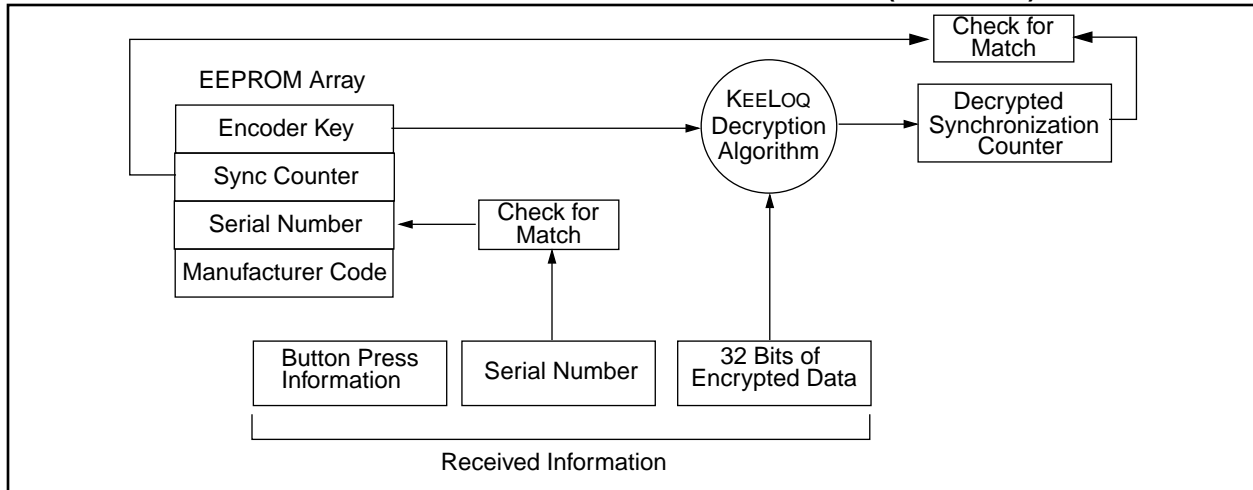 Check for
Match
EEPROM Array
Encoder Key
Sync Counter
Serial Number
Manufacturer Code
KEELOQ
Decryption
Algorithm
Decrypted
Synchronization
Counter
Check for
Match
Button Press
Information
Serial Number
32 Bits of
Encrypted Data
Received Information